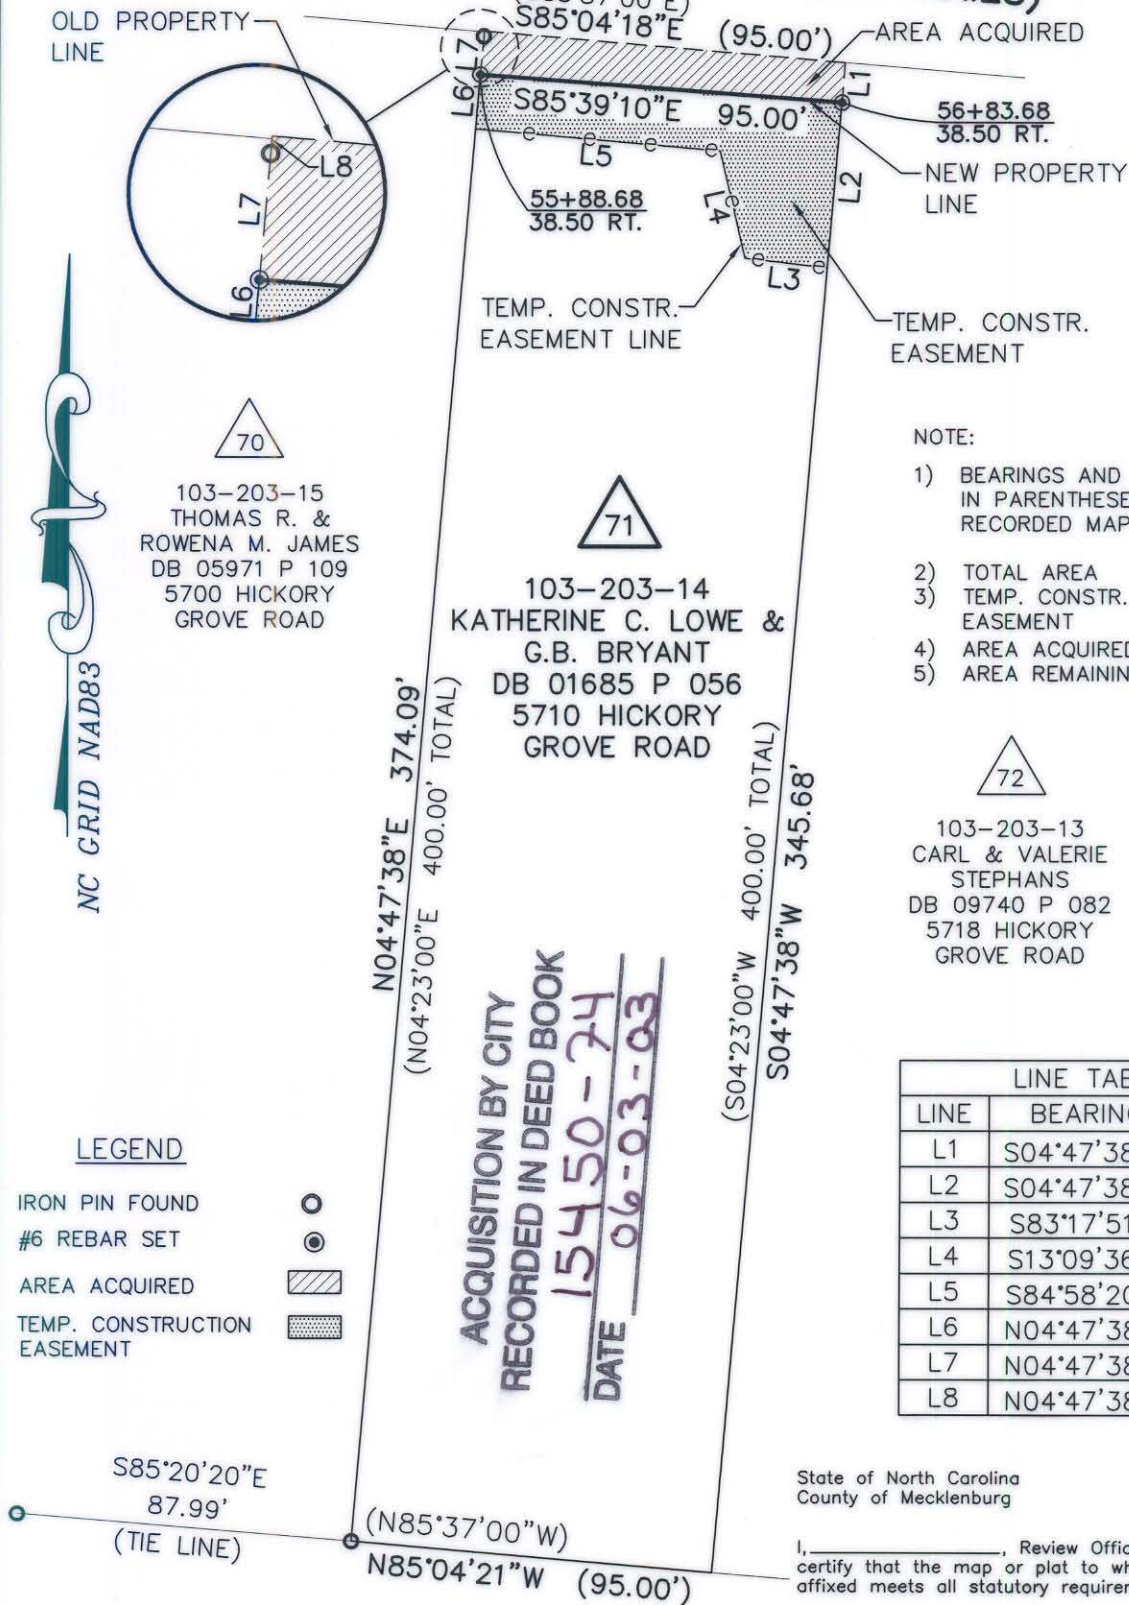 OLD PROPERTY
LINE
S85°04'18"E (95.00')
AREA ACQUIRED
L7
L6
L1
S85°39'10"E 95.00'
56+83.68
38.50 RT.
L8
L5
L7
L4
L2
NEW PROPERTY
LINE
55+88.68
38.50 RT.
L6
L3
TEMP. CONSTR.
EASEMENT LINE
TEMP. CONSTR.
EASEMENT
NC GRID NAD83
70
103-203-15
THOMAS R. &
ROWENA M. JAMES
DB 05971 P 109
5700 HICKORY
GROVE ROAD
71
103-203-14
KATHERINE C. LOWE &
G.B. BRYANT
DB 01685 P 056
5710 HICKORY
GROVE ROAD
NOTE:
1) BEARINGS AND
IN PARENTHESE
RECORDED MAP
2) TOTAL AREA
3) TEMP. CONSTR.
EASEMENT
4) AREA ACQUIRED
5) AREA REMAININ
72
103-203-13
CARL & VALERIE
STEPHANS
DB 09740 P 082
5718 HICKORY
GROVE ROAD
N04°47'38"E 374.09'
(N04°23'00"E 400.00' TOTAL)
(S04°23'00"W 400.00' TOTAL)
S04°47'38"W 345.68'
ACQUISITION BY CITY
RECORDED IN DEED BOOK
15450-74
DATE 06-03-03
LINE TAB
LINE BEARING
L1 S04°47'38
L2 S04°47'38
L3 S83°17'51
L4 S13°09'36
L5 S84°58'20
L6 N04°47'38
L7 N04°47'38
L8 N04°47'38
LEGEND
IRON PIN FOUND
#6 REBAR SET
AREA ACQUIRED
TEMP. CONSTRUCTION
EASEMENT
S85°20'20"E
87.99'
(TIE LINE)
(N85°37'00"W)
N85°04'21"W (95.00')
State of North Carolina
County of Mecklenburg
I,____________, Review Offic
certify that the map or plat to wh
affixed meets all statutory requirem